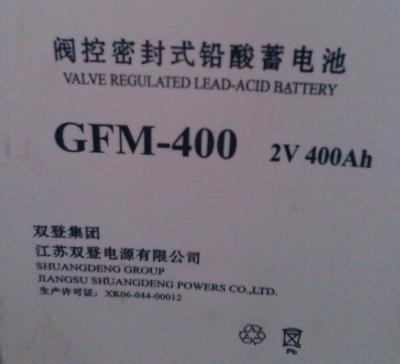 阀控密封式铅酸蓄电池
VALVE REGULATED LEAD-ACID BATTERY
GFM-400 2V 400Ah
双登集团
江苏双登电源有限公司
SHUANGDENG GROUP
JIANGSU SHUANGDENG POWERS CO.,LTD.
生产许可证：XK06-044-00012
Pb